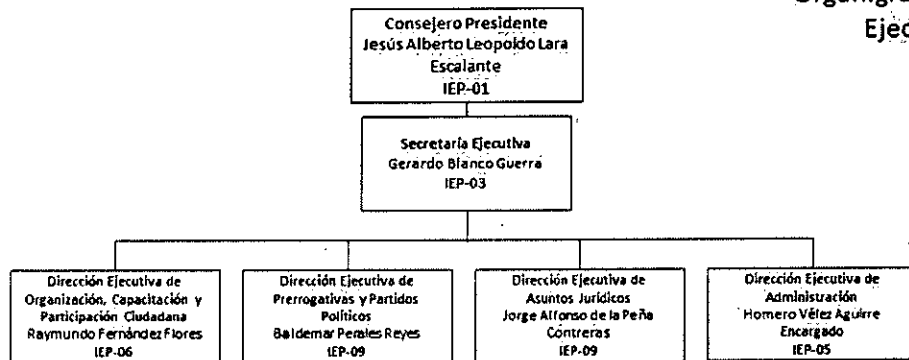 Consejero Presidente
Jesús Alberto Leopoldo Lara
Escalante
IEP-01
Secretaría Ejecutiva
Gerardo Blanco Guerra
IEP-03
Dirección Ejecutiva de
Organización, Capacitación y
Participación Ciudadana
Raymundo Fernández Flores
IEP-06
Dirección Ejecutiva de
Prerrogativas y Partidos
Políticos
Baldemar Perales Reyes
IEP-09
Dirección Ejecutiva de
Asuntos Jurídicos
Jorge Alfonso de la Peña
Contreras
IEP-09
Dirección Ejecutiva de
Administración
Homero Vélez Aguirre
Encargado
IEP-05